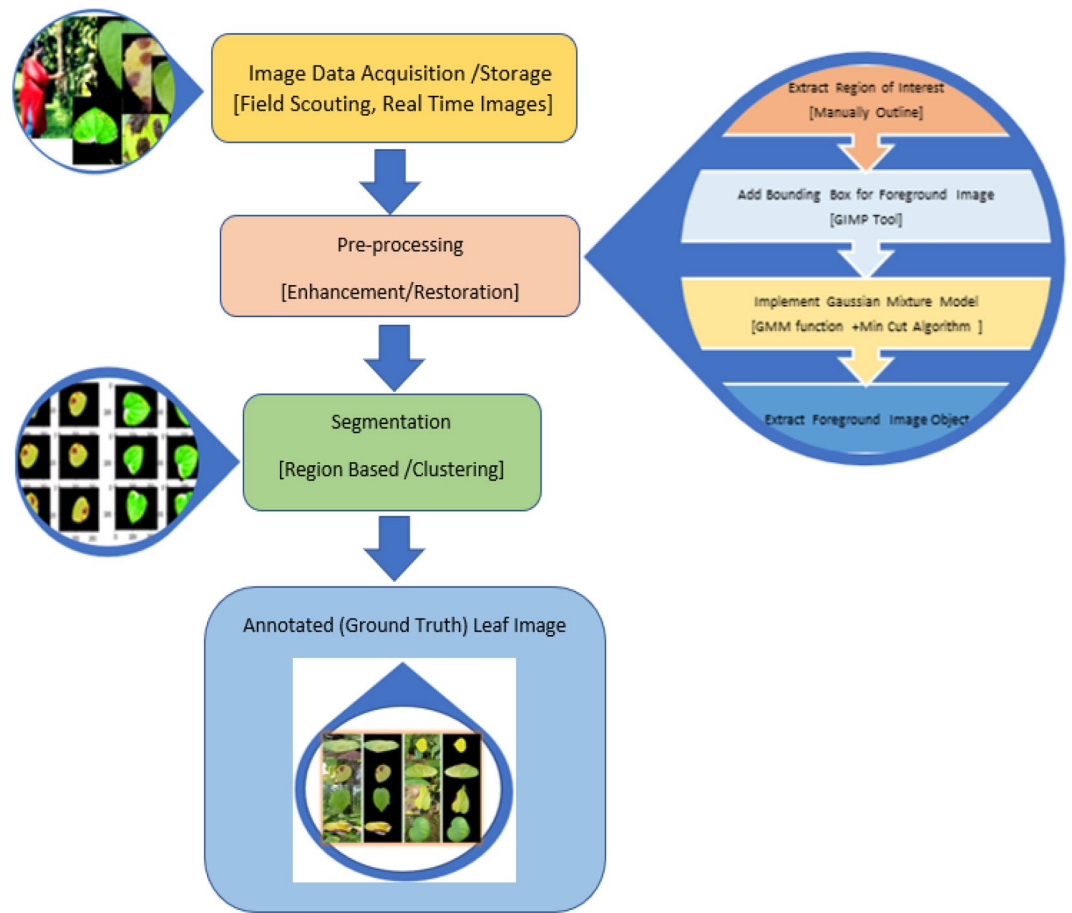 Image Data Acquisition /Storage
[Field Scouting, Real Time Images]
Pre-processing
[Enhancement/Restoration]
Extract Region of Interest
[Manually Outline]
Add Bounding Box for Foreground Image
[GIMP Tool]
Implement Gaussian Mixture Model
[GMM function +Min Cut Algorithm ]
Extract Foreground Image Object
Segmentation
[Region Based /Clustering]
Annotated (Ground Truth) Leaf Image